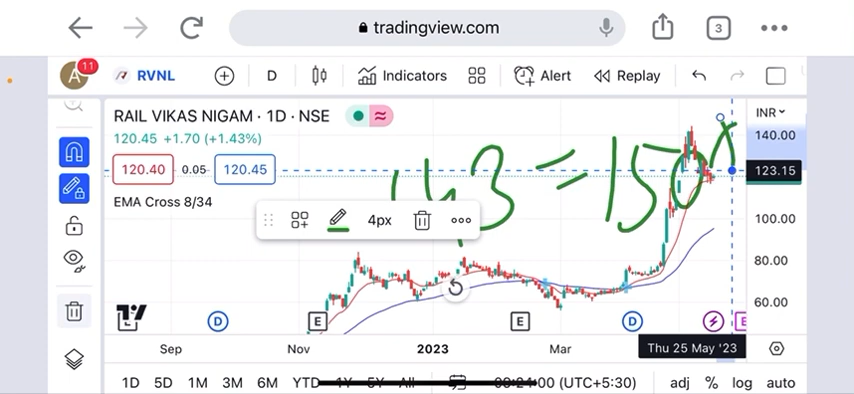 tradingview.com
3
A
11
RVNL
D
Indicators
Alert
Replay
RAIL VIKAS NIGAM · 1D · NSE
INR
120.45 +1.70 (+1.43%)
140.00
120.40
0.05
120.45
123.15
143 = 150
EMA Cross 8/34
4px
100.00
80.00
60.00
D
E
E
D
E
Sep
Nov
2023
Mar
Thu 25 May '23
1D 5D 1M 3M 6M YTD 1Y 5Y All
(UTC+5:30)
adj % log auto